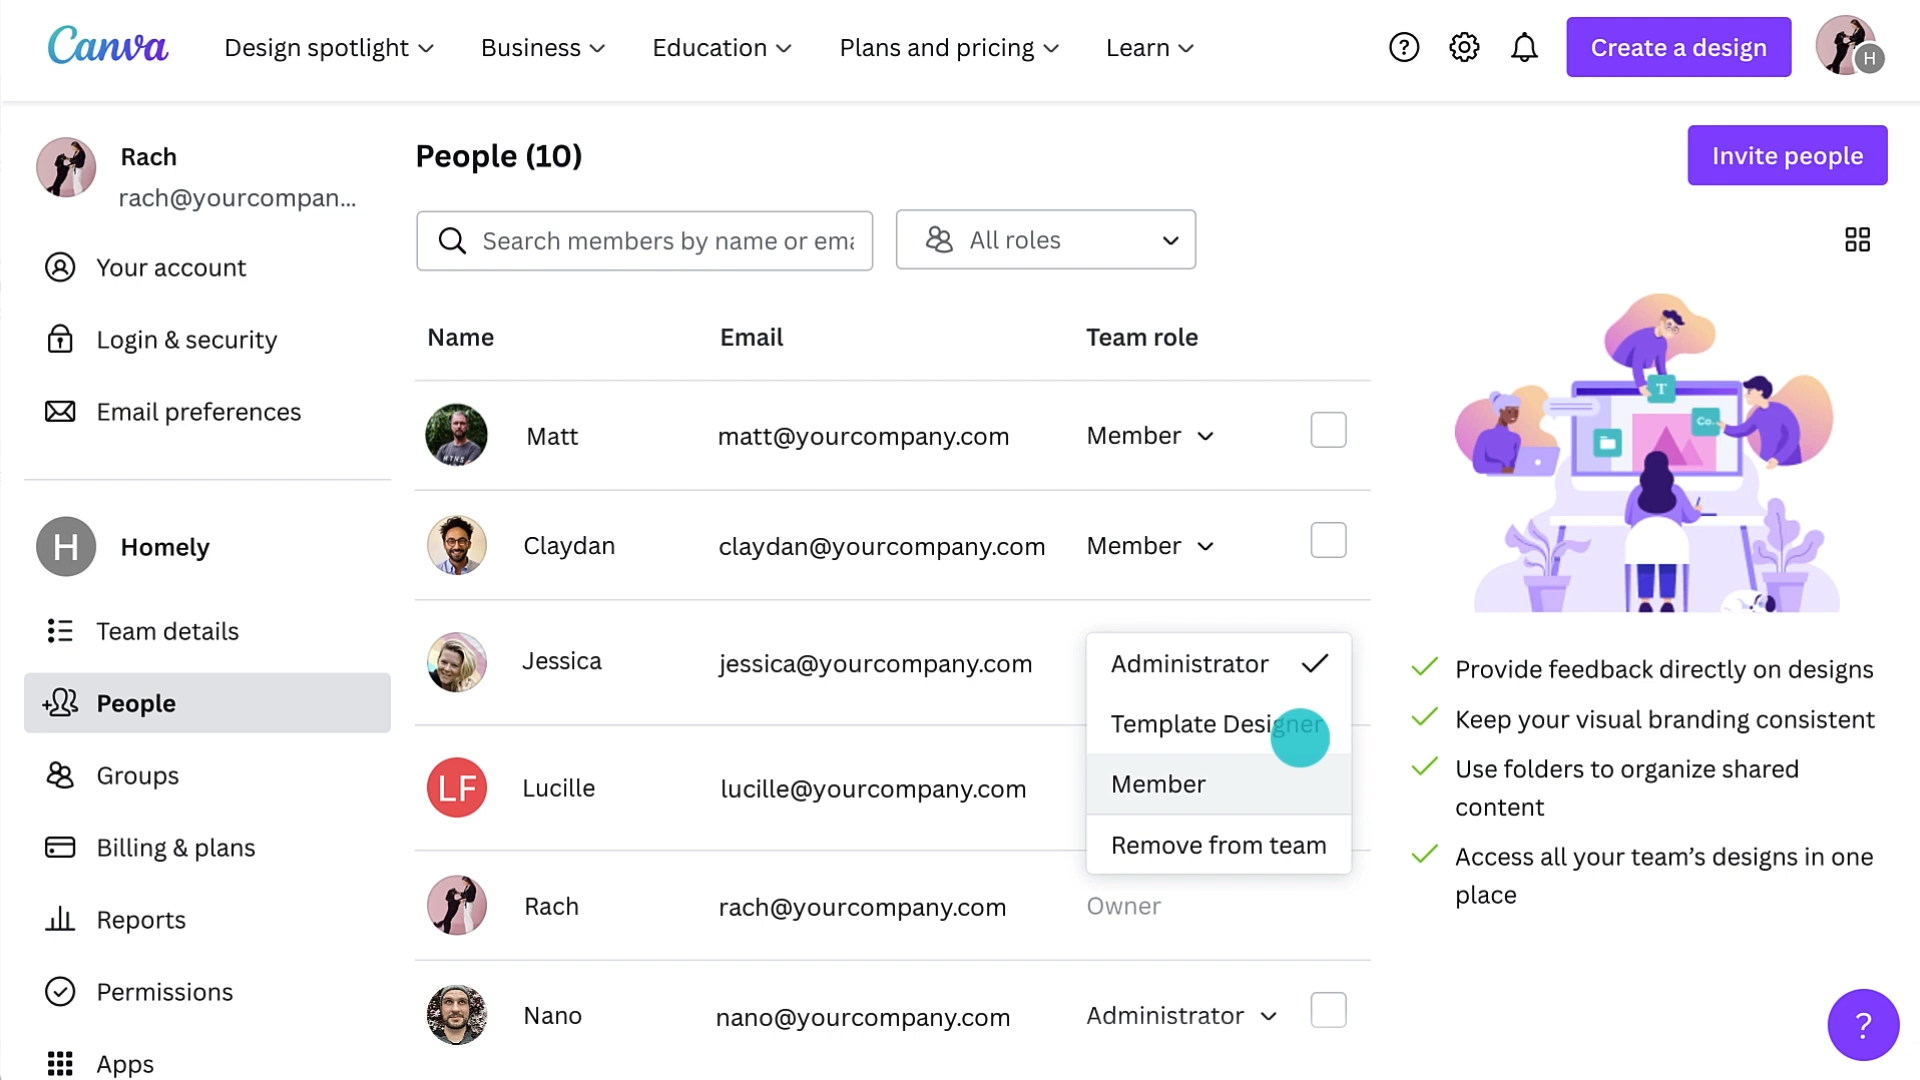 Canva
Design spotlight
Business
Education
Plans and pricing
Learn
Create a design
H
Rach
rach@yourcompan...
Your account
Login & security
Email preferences
H
Homely
Team details
People
Groups
Billing & plans
Reports
Permissions
Apps
People (10)
Invite people
Search members by name or ema
All roles
Name Email Team role
Matt matt@yourcompany.com Member
Claydan claydan@yourcompany.com Member
Jessica jessica@yourcompany.com
LF Lucille lucille@yourcompany.com
Rach rach@yourcompany.com Owner
Nano nano@yourcompany.com Administrator
Administrator
Template Designer
Member
Remove from team
T
Co.
Provide feedback directly on designs
Keep your visual branding consistent
Use folders to organize shared
content
Access all your team's designs in one
place
?